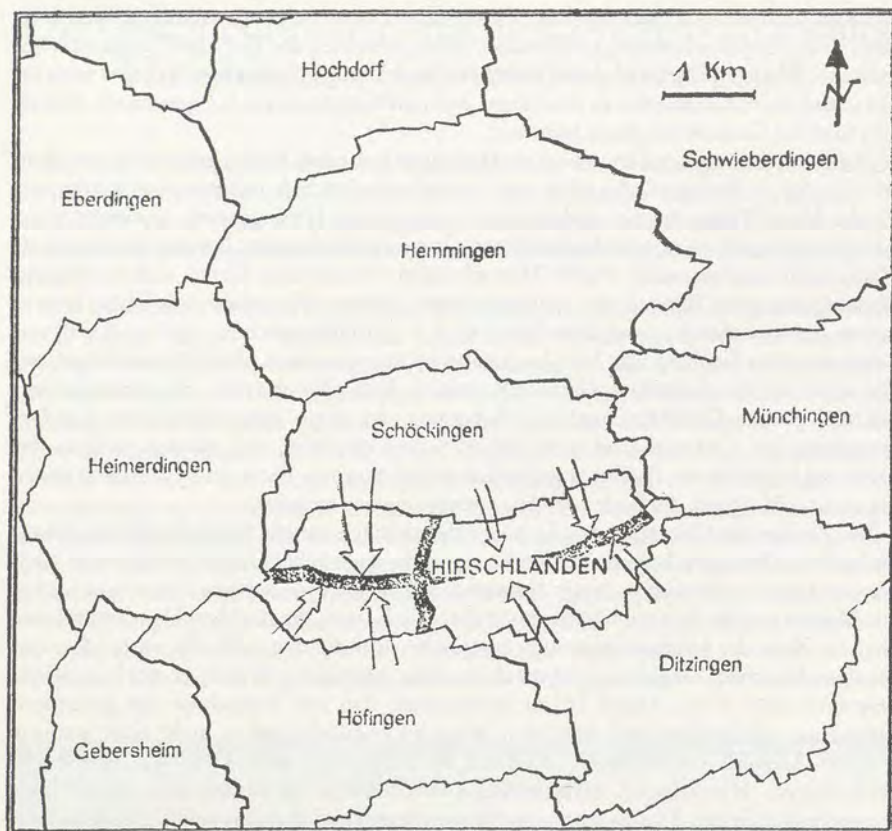 Hochdorf
1 Km
N
Schwieberdingen
Eberdingen
Hemmingen
Münchingen
Schöckingen
Heimerdingen
HIRSCHLANDEN
Ditzingen
Höfingen
Gebersheim